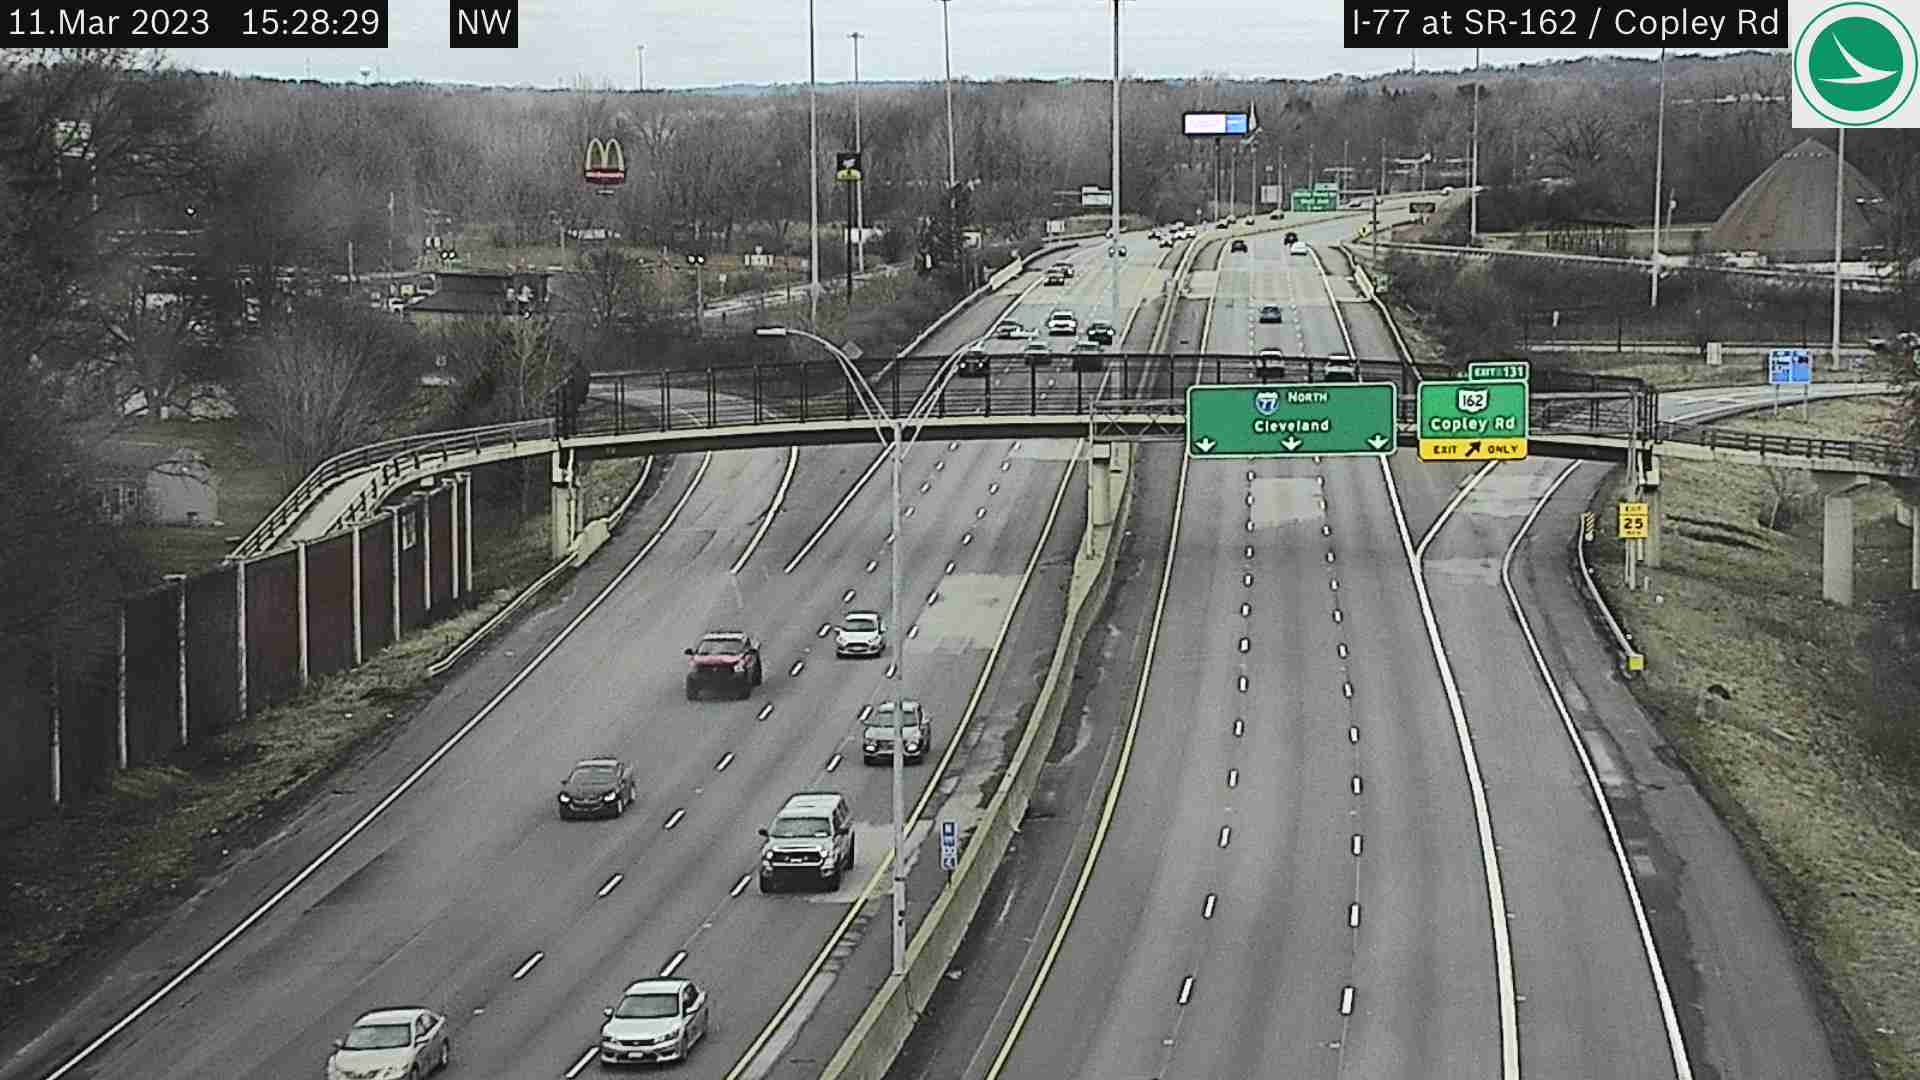 11.Mar 2023 15:28:29
NW
I-77 at SR-162 / Copley Rd
McDonald's
EXIT 131
77 NORTH
Cleveland
162
Copley Rd
EXIT ONLY
EXIT
25